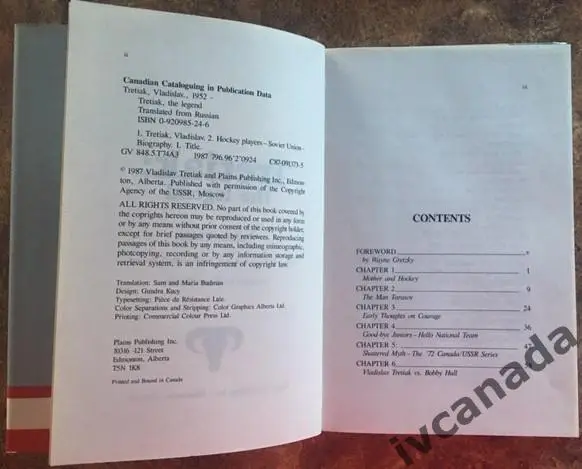 ii
Canadian Cataloguing in Publication Data
Tretiak, Vladislav., 1952 -
Tretiak, the legend
Translated from Russian
ISBN 0-920985-24-6
1. Tretiak, Vladislav. 2. Hockey players - Soviet Union -
Biography. I. Title.
GV 848.5.T74A3 1987 796.96'2'0924 C87-091,173-5
© 1987 Vladislav Tretiak and Plains Publishing Inc., Edmon-
ton, Alberta. Published with permission of the Copyright
Agency of the USSR, Moscow
ALL RIGHTS RESERVED. No part of this book covered by
the coprights hereon may be reproduced or used in any form
or by any means without prior consent of the copyright holder,
except for brief passages quoted by reviewers. Reproducing
passages of this book by any means, including mimeographic,
photcopying, recording or by any information storage and
retrieval system, is an infringement of copyright law.
Translation: Sam and Maria Budman
Design: Gundra Kucy
Typesetting: Pièce de Résistance Ltée.
Color Separations and Stripping: Color Graphics Alberta Ltd.
Printing: Commercial Colour Press Ltd.
Plains Publishing Inc.
10316 -121 Street
Edmonton, Alberta
T5N 1K8
Printed and Bound in Canada
iii
CONTENTS
FOREWORD v
by Wayne Gretzky
CHAPTER 1 1
Mother and Hockey
CHAPTER 2 9
The Man Tarasov
CHAPTER 3 24
Early Thoughts on Courage
CHAPTER 4 36
Good-bye Juniors - Hello National Team
CHAPTER 5
Shattered Myth - The '72 Canada/USSR Series
CHAPTER 6
Vladislav Tretiak vs. Bobby Hull
ivcanada